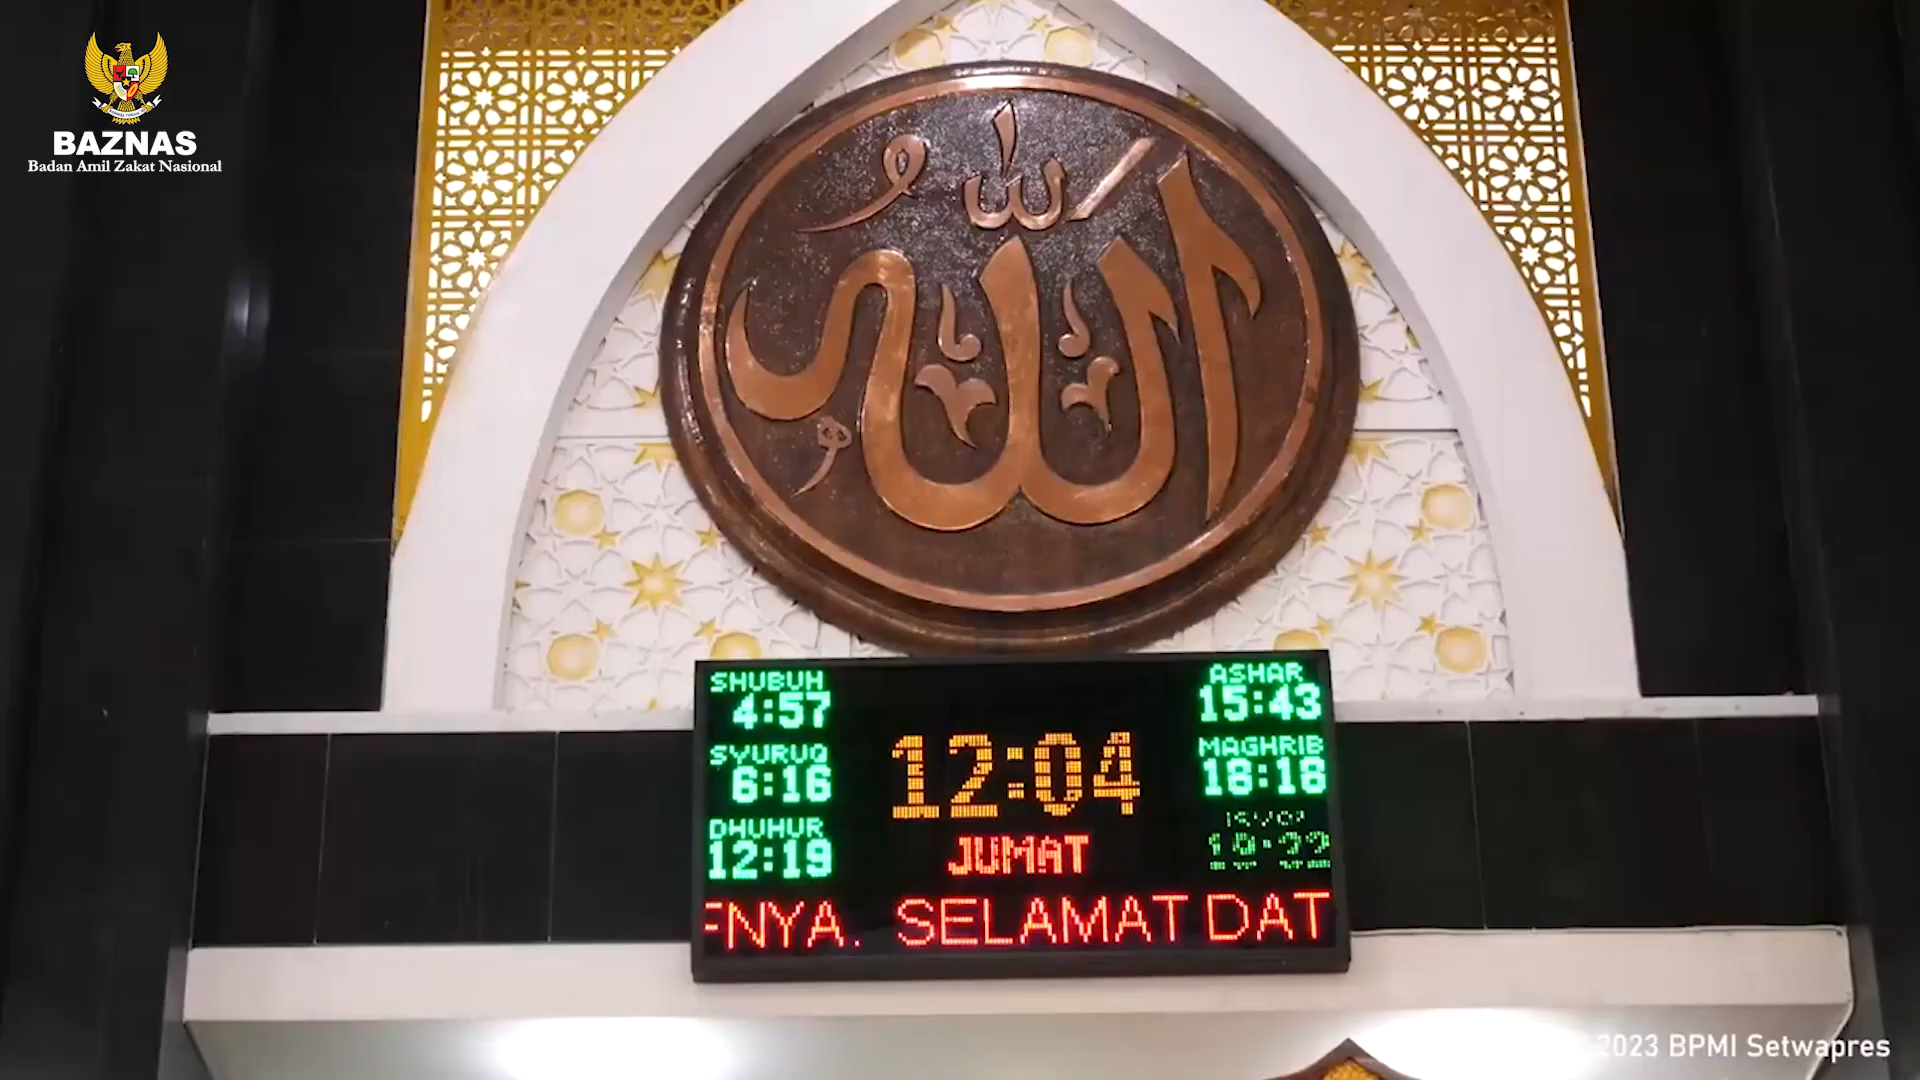 BAZNAS
Badan Amil Zakat Nasional
الله
SHUBUH
4:57
SYURUQ
6:16
DHUHUR
12:19
12:04
JUMAT
ASHAR
15:43
MAGHRIB
18:18
FNYA. SELAMAT DAT
2023 BPMI Setwapres